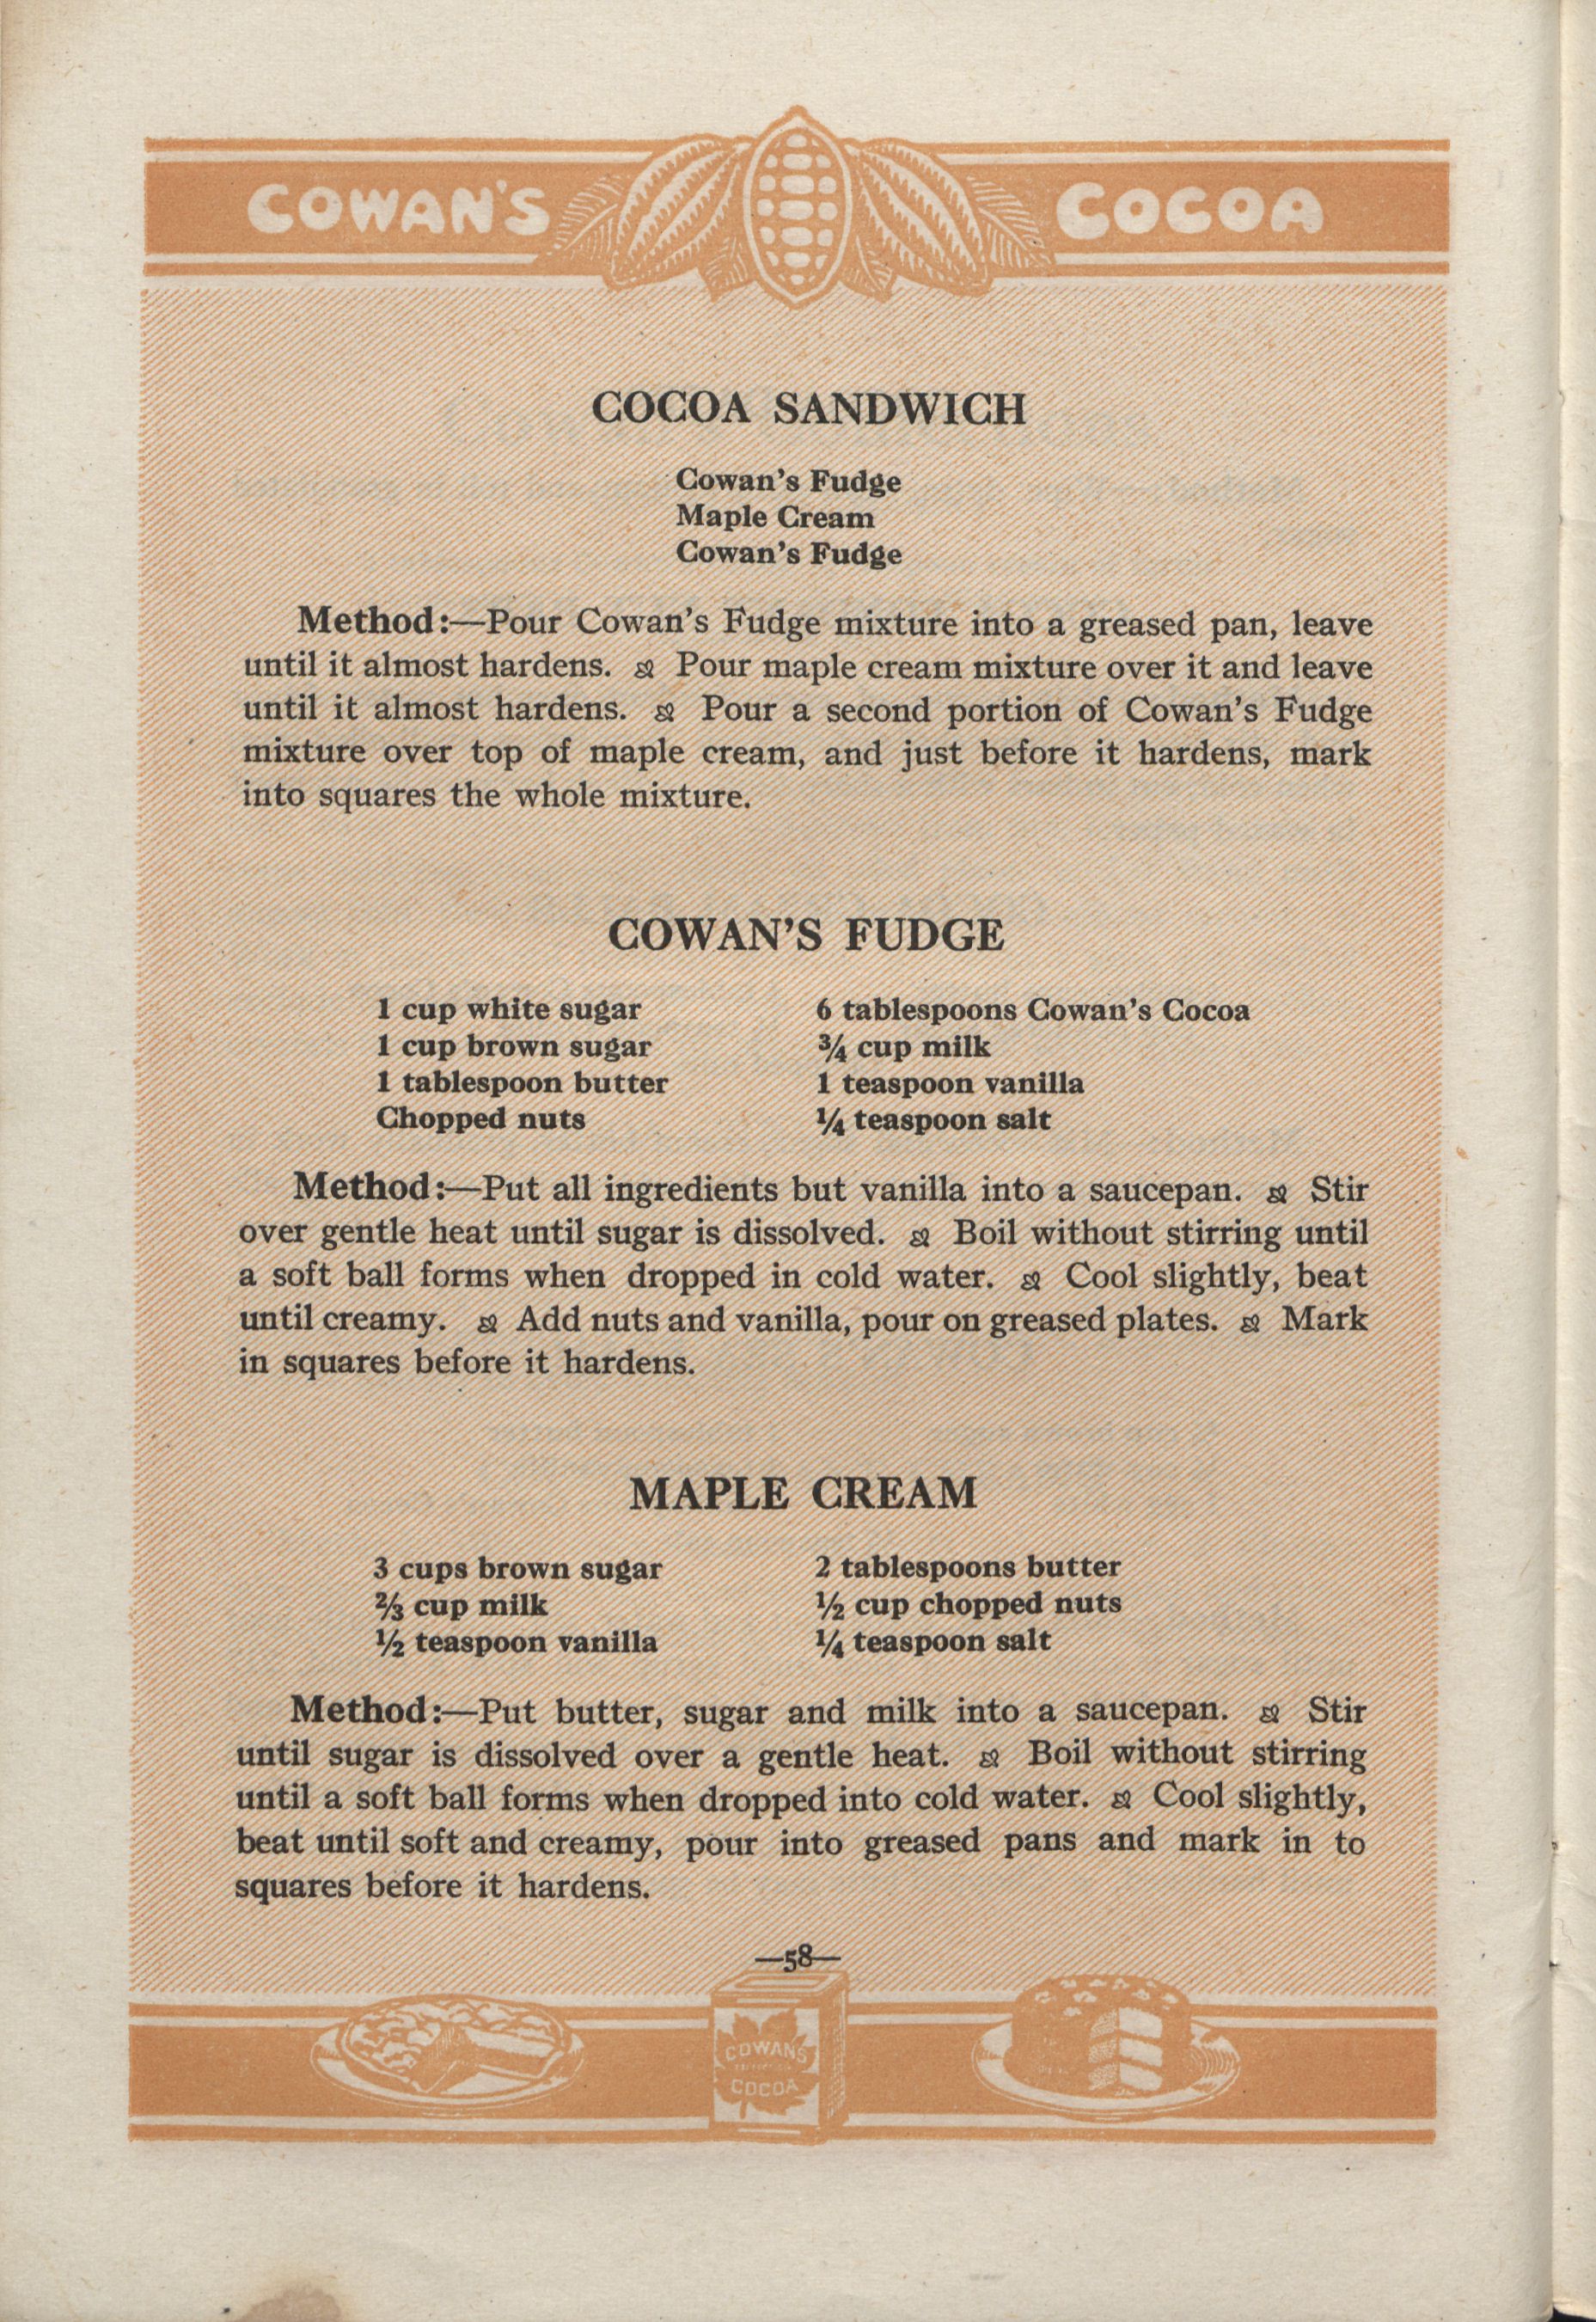 COWAN'S COCOA
COCOA SANDWICH
Cowan's Fudge
Maple Cream
Cowan's Fudge
Method:—Pour Cowan's Fudge mixture into a greased pan, leave
until it almost hardens. Pour maple cream mixture over it and leave
until it almost hardens. Pour a second portion of Cowan's Fudge
mixture over top of maple cream, and just before it hardens, mark
into squares the whole mixture.
COWAN'S FUDGE
1 cup white sugar
1 cup brown sugar
1 tablespoon butter
Chopped nuts
6 tablespoons Cowan's Cocoa
¾ cup milk
1 teaspoon vanilla
¼ teaspoon salt
Method:—Put all ingredients but vanilla into a saucepan. Stir
over gentle heat until sugar is dissolved. Boil without stirring until
a soft ball forms when dropped in cold water. Cool slightly, beat
until creamy. Add nuts and vanilla, pour on greased plates. Mark
in squares before it hardens.
MAPLE CREAM
3 cups brown sugar
⅔ cup milk
½ teaspoon vanilla
2 tablespoons butter
½ cup chopped nuts
¼ teaspoon salt
Method:—Put butter, sugar and milk into a saucepan. Stir
until sugar is dissolved over a gentle heat. Boil without stirring
until a soft ball forms when dropped into cold water. Cool slightly,
beat until soft and creamy, pour into greased pans and mark in to
squares before it hardens.
—58—
COWANS
COCOA